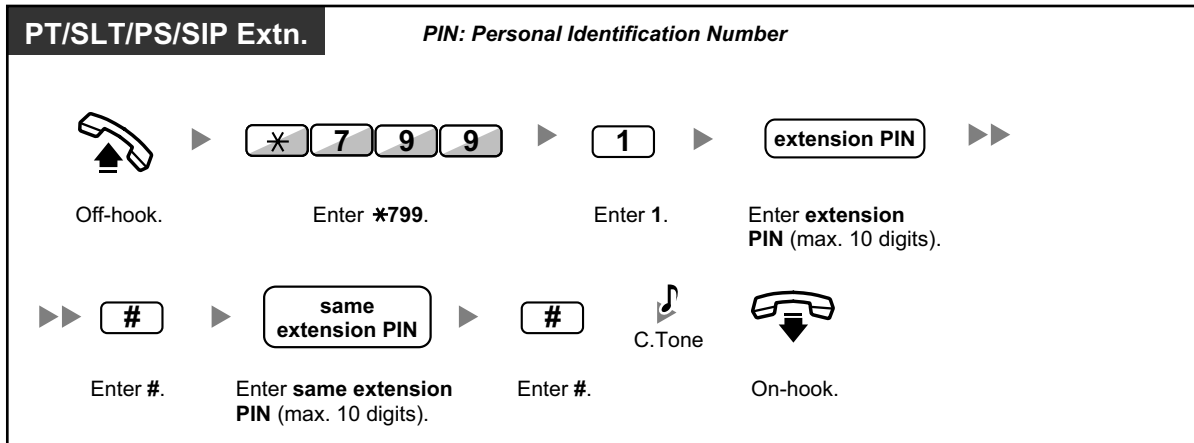 PT/SLT/PS/SIP Extn.
PIN: Personal Identification Number
* 7 9 9
1
extension PIN
Off-hook.
Enter *799.
Enter 1.
Enter extension
PIN (max. 10 digits).
#
same
extension PIN
#
C.Tone
Enter #.
Enter same extension
PIN (max. 10 digits).
Enter #.
On-hook.